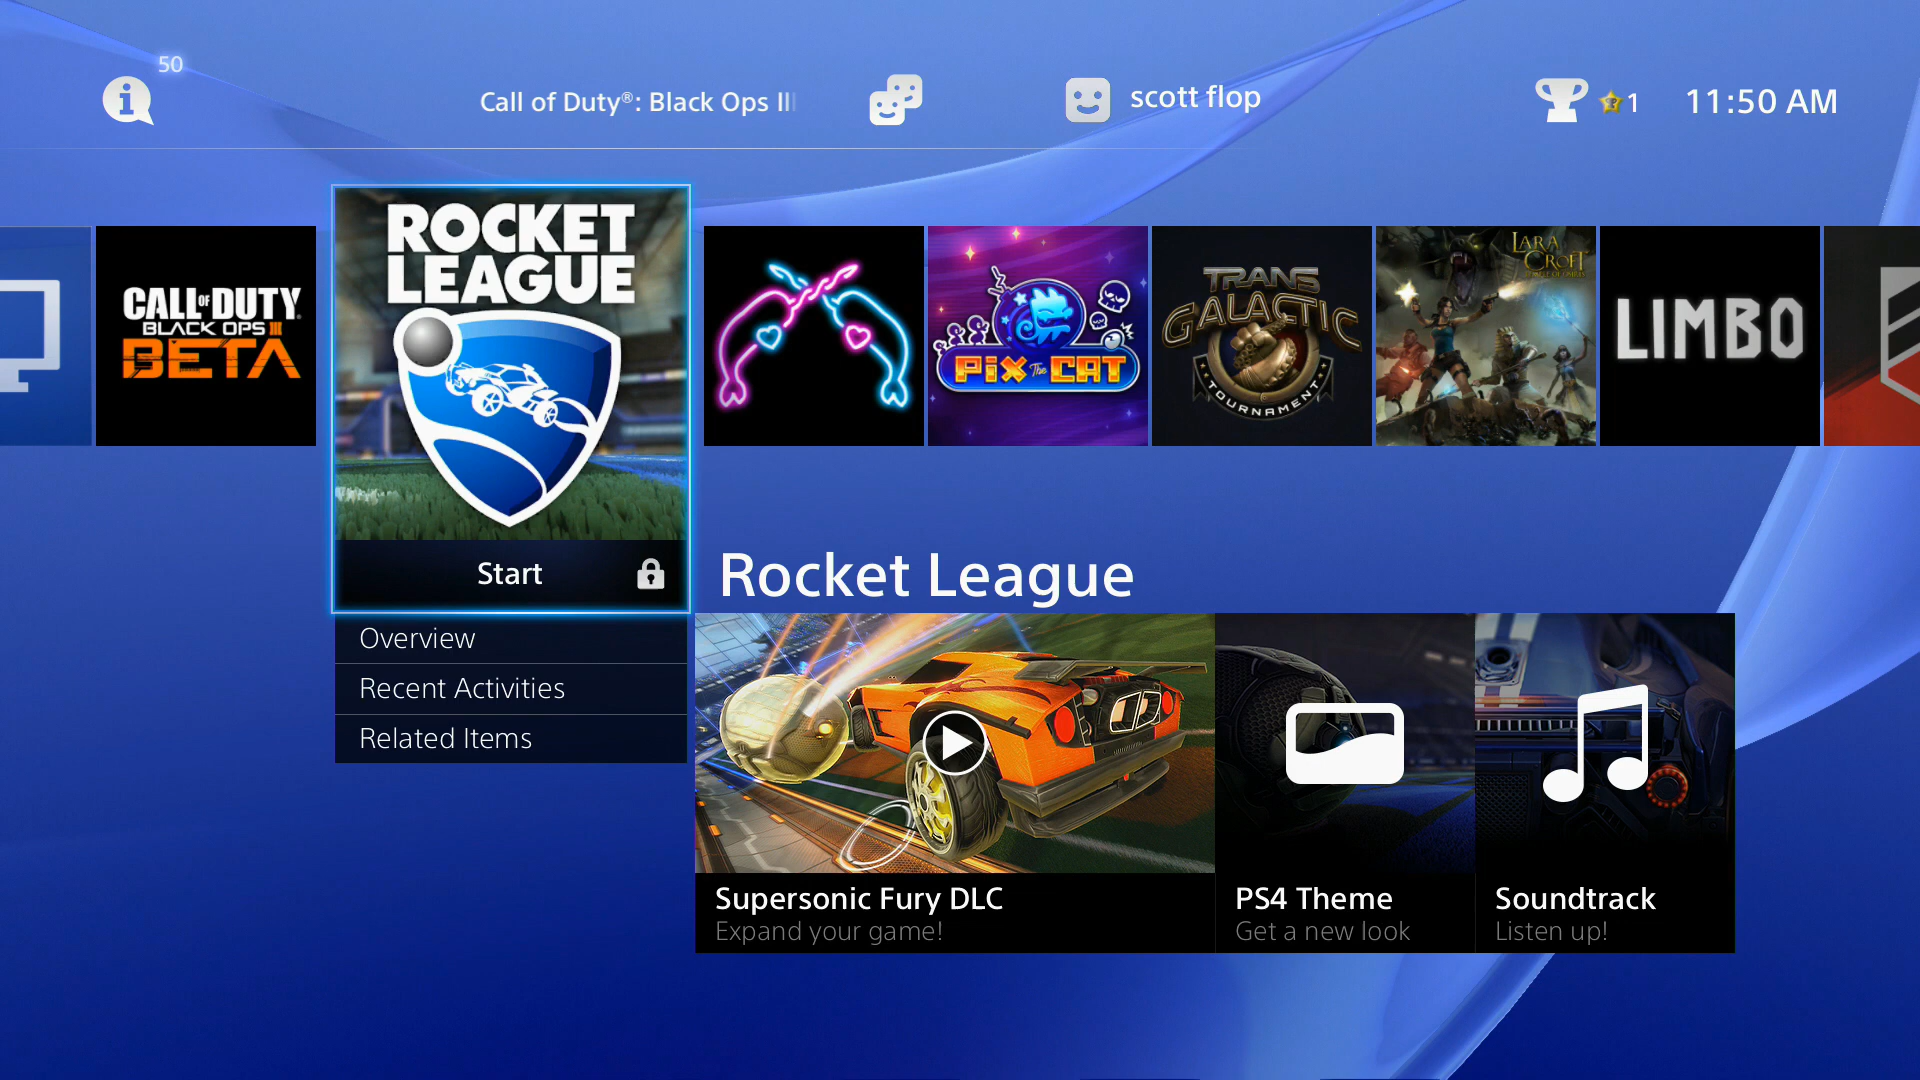 50
Call of Duty®: Black Ops III
scott flop
1
11:50 AM
CALL OF DUTY®
BLACK OPS III
BETA
ROCKET
LEAGUE
PIX THE CAT
TRANS
GALACTIC
TOURNAMENT
LARA
CROFT
LIMBO
Start
Rocket League
Overview
Recent Activities
Related Items
Supersonic Fury DLC
Expand your game!
PS4 Theme
Get a new look
Soundtrack
Listen up!